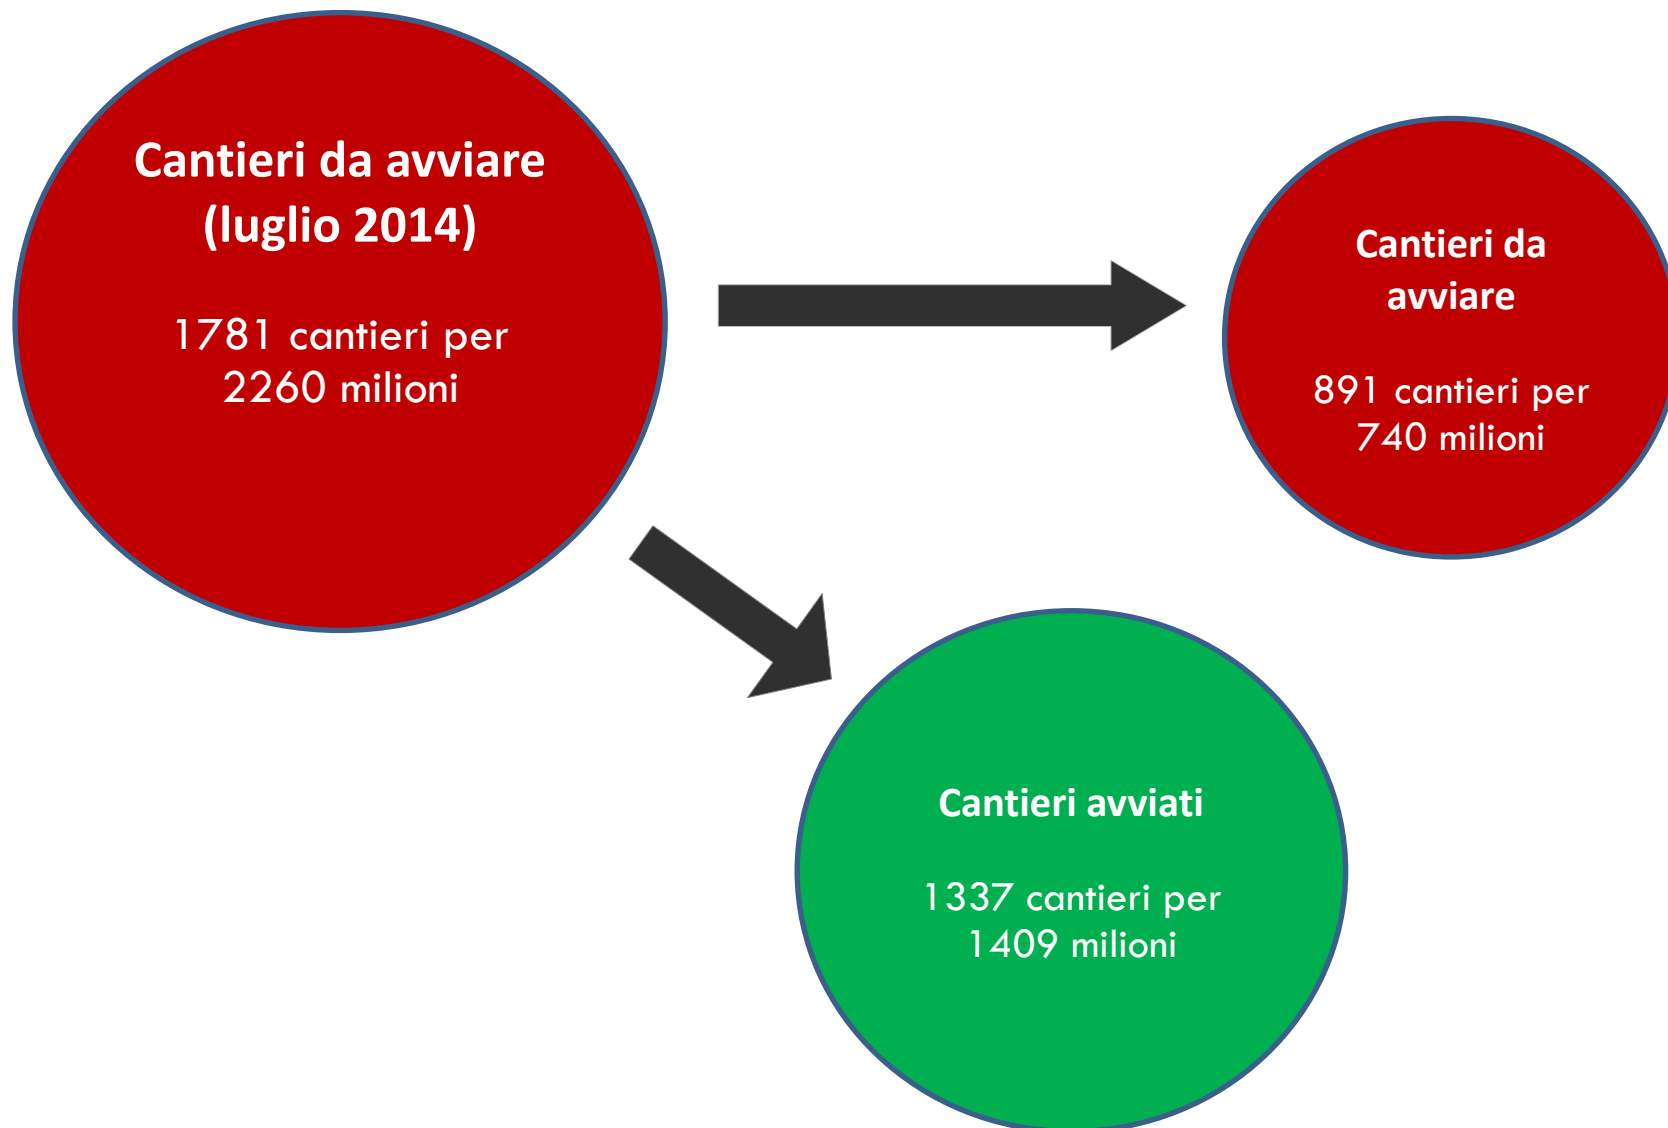 Cantieri da avviare
(luglio 2014)
1781 cantieri per
2260 milioni
Cantieri da
avviare
891 cantieri per
740 milioni
Cantieri avviati
1337 cantieri per
1409 milioni